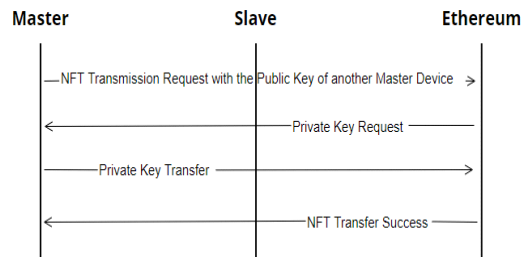 Master Slave Ethereum
NFT Transmission Request with the Public Key of another Master Device
Private Key Request
Private Key Transfer
NFT Transfer Success